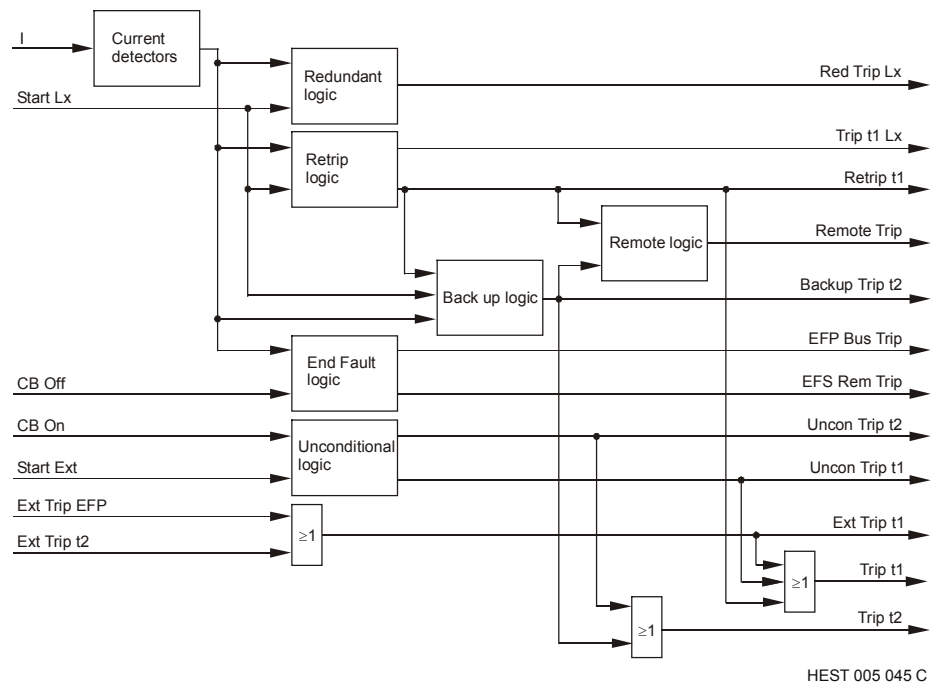 I
Current
detectors
Start Lx
Redundant
logic
Red Trip Lx
Retrip
logic
Trip t1 Lx
Retrip t1
Remote logic
Remote Trip
Back up logic
Backup Trip t2
End Fault
logic
EFP Bus Trip
CB Off
EFS Rem Trip
CB On
Unconditional
logic
Uncon Trip t2
Start Ext
Uncon Trip t1
Ext Trip EFP
Ext Trip t2
≥1
Ext Trip t1
≥1
Trip t1
≥1
Trip t2
HEST 005 045 C